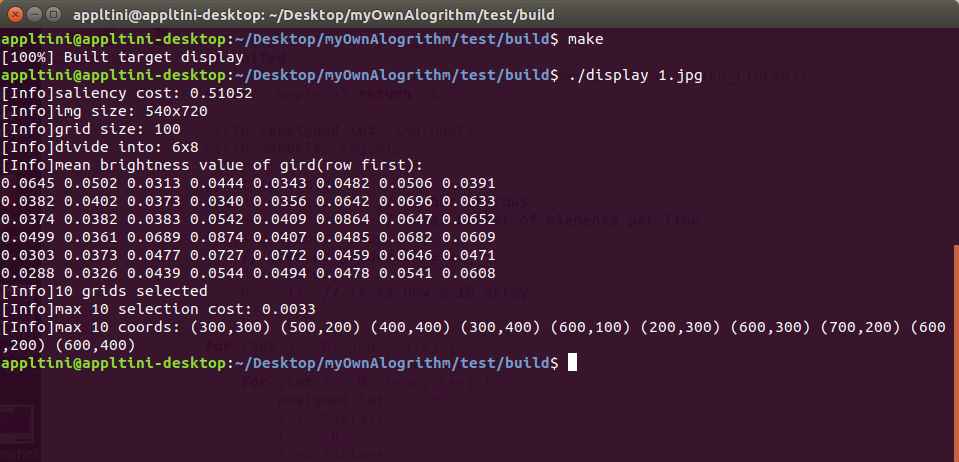 appltini@appltini-desktop: ~/Desktop/myOwnAlogrithm/test/build
appltini@appltini-desktop:~/Desktop/myOwnAlogrithm/test/build$ make
[100%] Built target display
appltini@appltini-desktop:~/Desktop/myOwnAlogrithm/test/build$ ./display 1.jpg
[Info]saliency cost: 0.51052
[Info]img size: 540x720
[Info]grid size: 100
[Info]divide into: 6x8
[Info]mean brightness value of gird(row first):
0.0645 0.0502 0.0313 0.0444 0.0343 0.0482 0.0506 0.0391
0.0382 0.0402 0.0373 0.0340 0.0356 0.0642 0.0696 0.0633
0.0374 0.0382 0.0383 0.0542 0.0409 0.0864 0.0647 0.0652
0.0499 0.0361 0.0689 0.0874 0.0407 0.0485 0.0682 0.0609
0.0303 0.0373 0.0477 0.0727 0.0772 0.0459 0.0646 0.0471
0.0288 0.0326 0.0439 0.0544 0.0494 0.0478 0.0541 0.0608
[Info]10 grids selected
[Info]max 10 selection cost: 0.0033
[Info]max 10 coords: (300,300) (500,200) (400,400) (300,400) (600,100) (200,300) (600,300) (700,200) (600
,200) (600,400)
appltini@appltini-desktop:~/Desktop/myOwnAlogrithm/test/build$